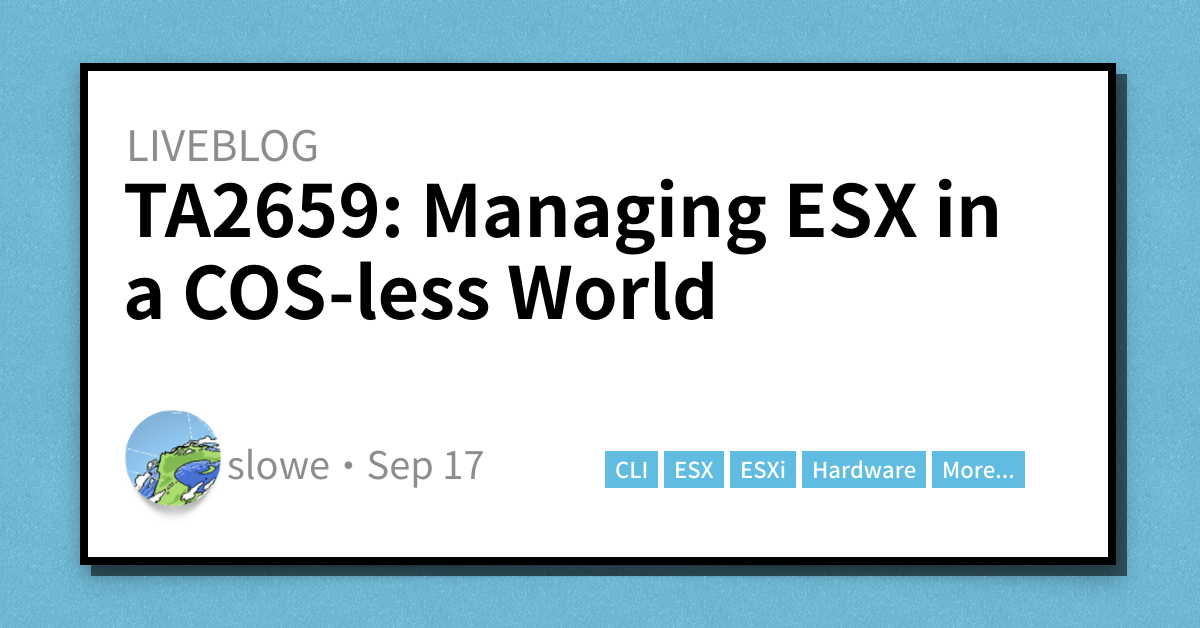 LIVEBLOG
TA2659: Managing ESX in
a COS-less World
slowe • Sep 17
CLI ESX ESXi Hardware More...